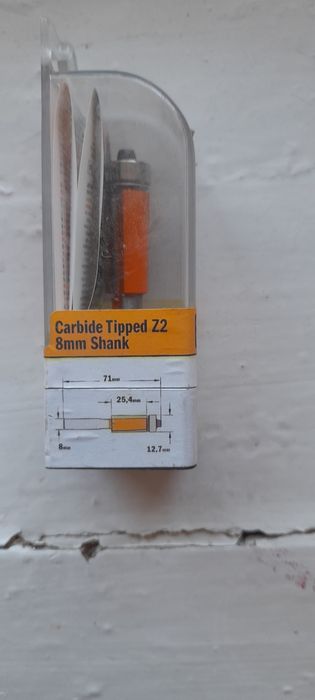 Carbide Tipped Z2
8mm Shank
71mm
25,4mm
8mm
12,7mm